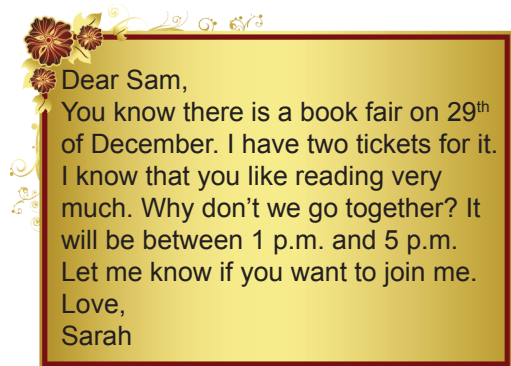 Dear Sam,
You know there is a book fair on 29th
of December. I have two tickets for it.
I know that you like reading very
much. Why don’t we go together? It
will be between 1 p.m. and 5 p.m.
Let me know if you want to join me.
Love,
Sarah